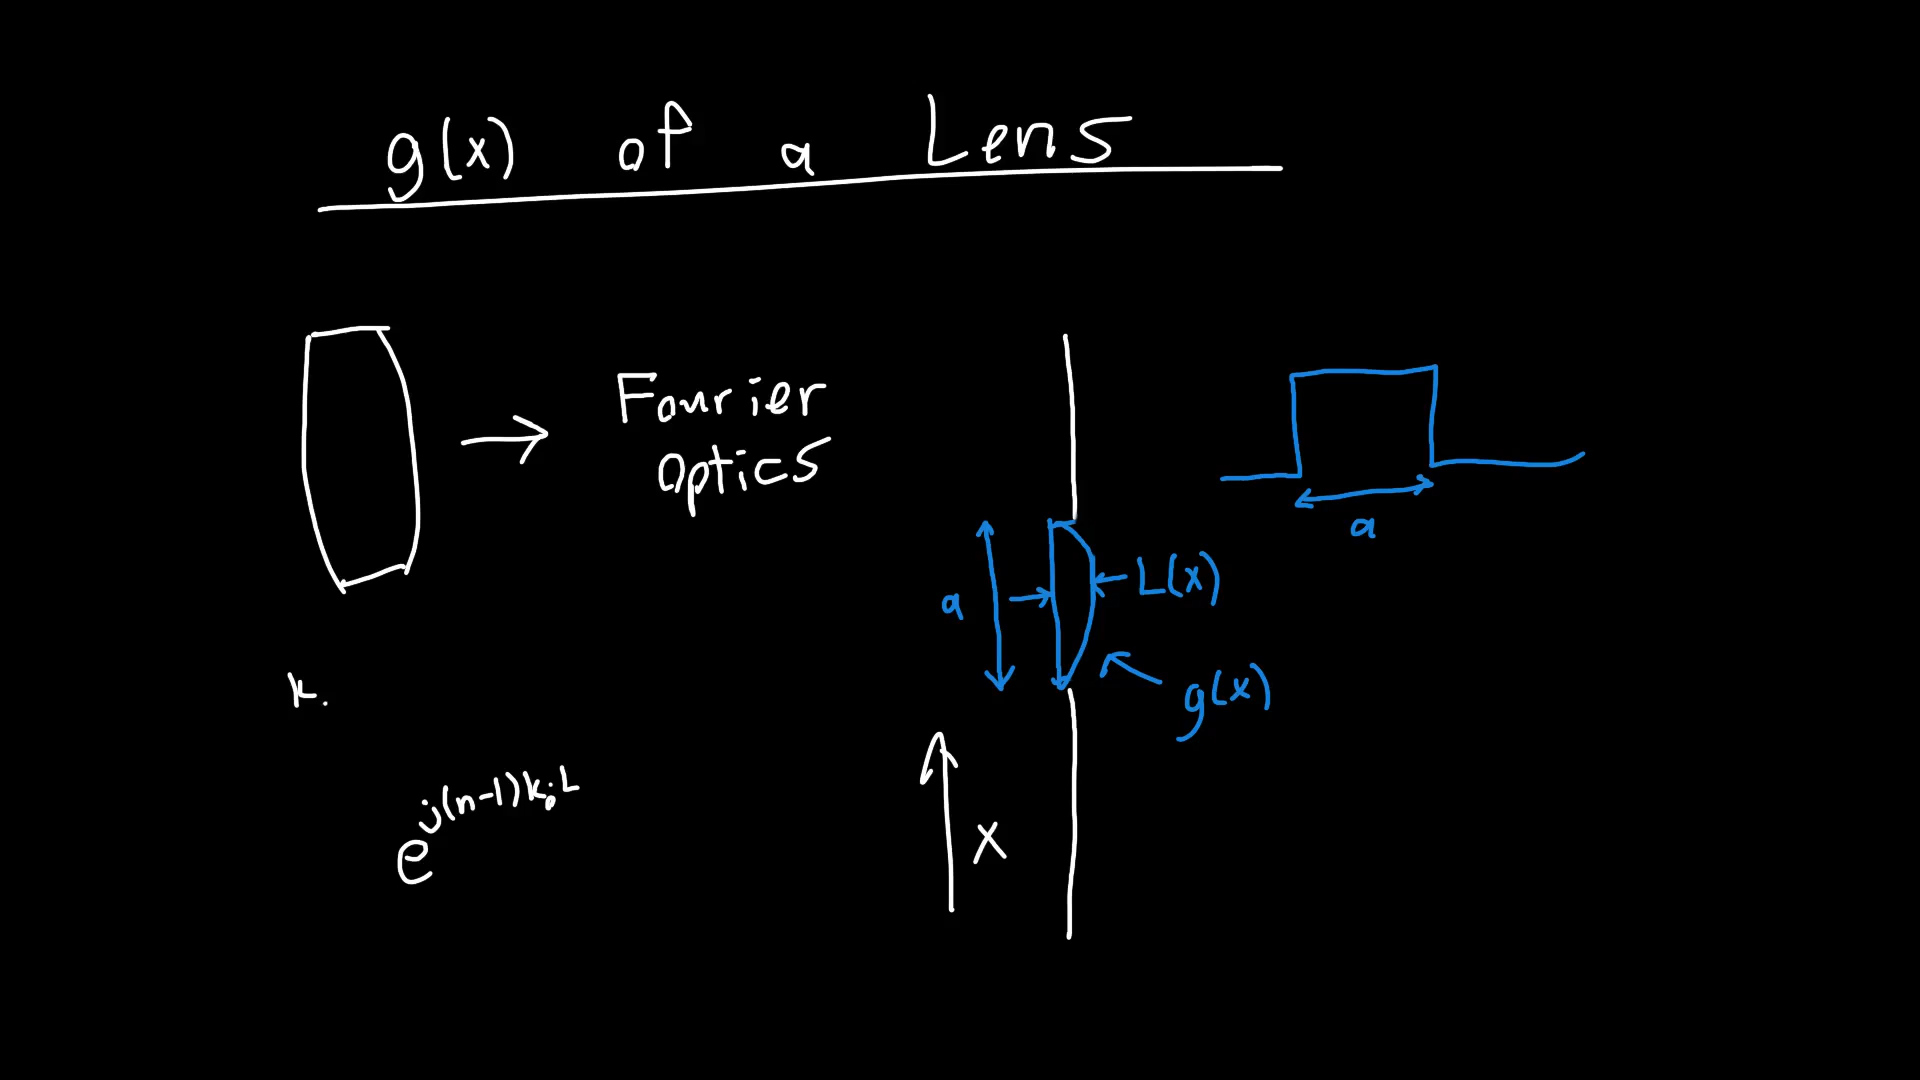 g(x) of a Lens
Fourier
Optics
a
a
L(x)
g(x)
k.
e^{j(n-1)k_0L}
x